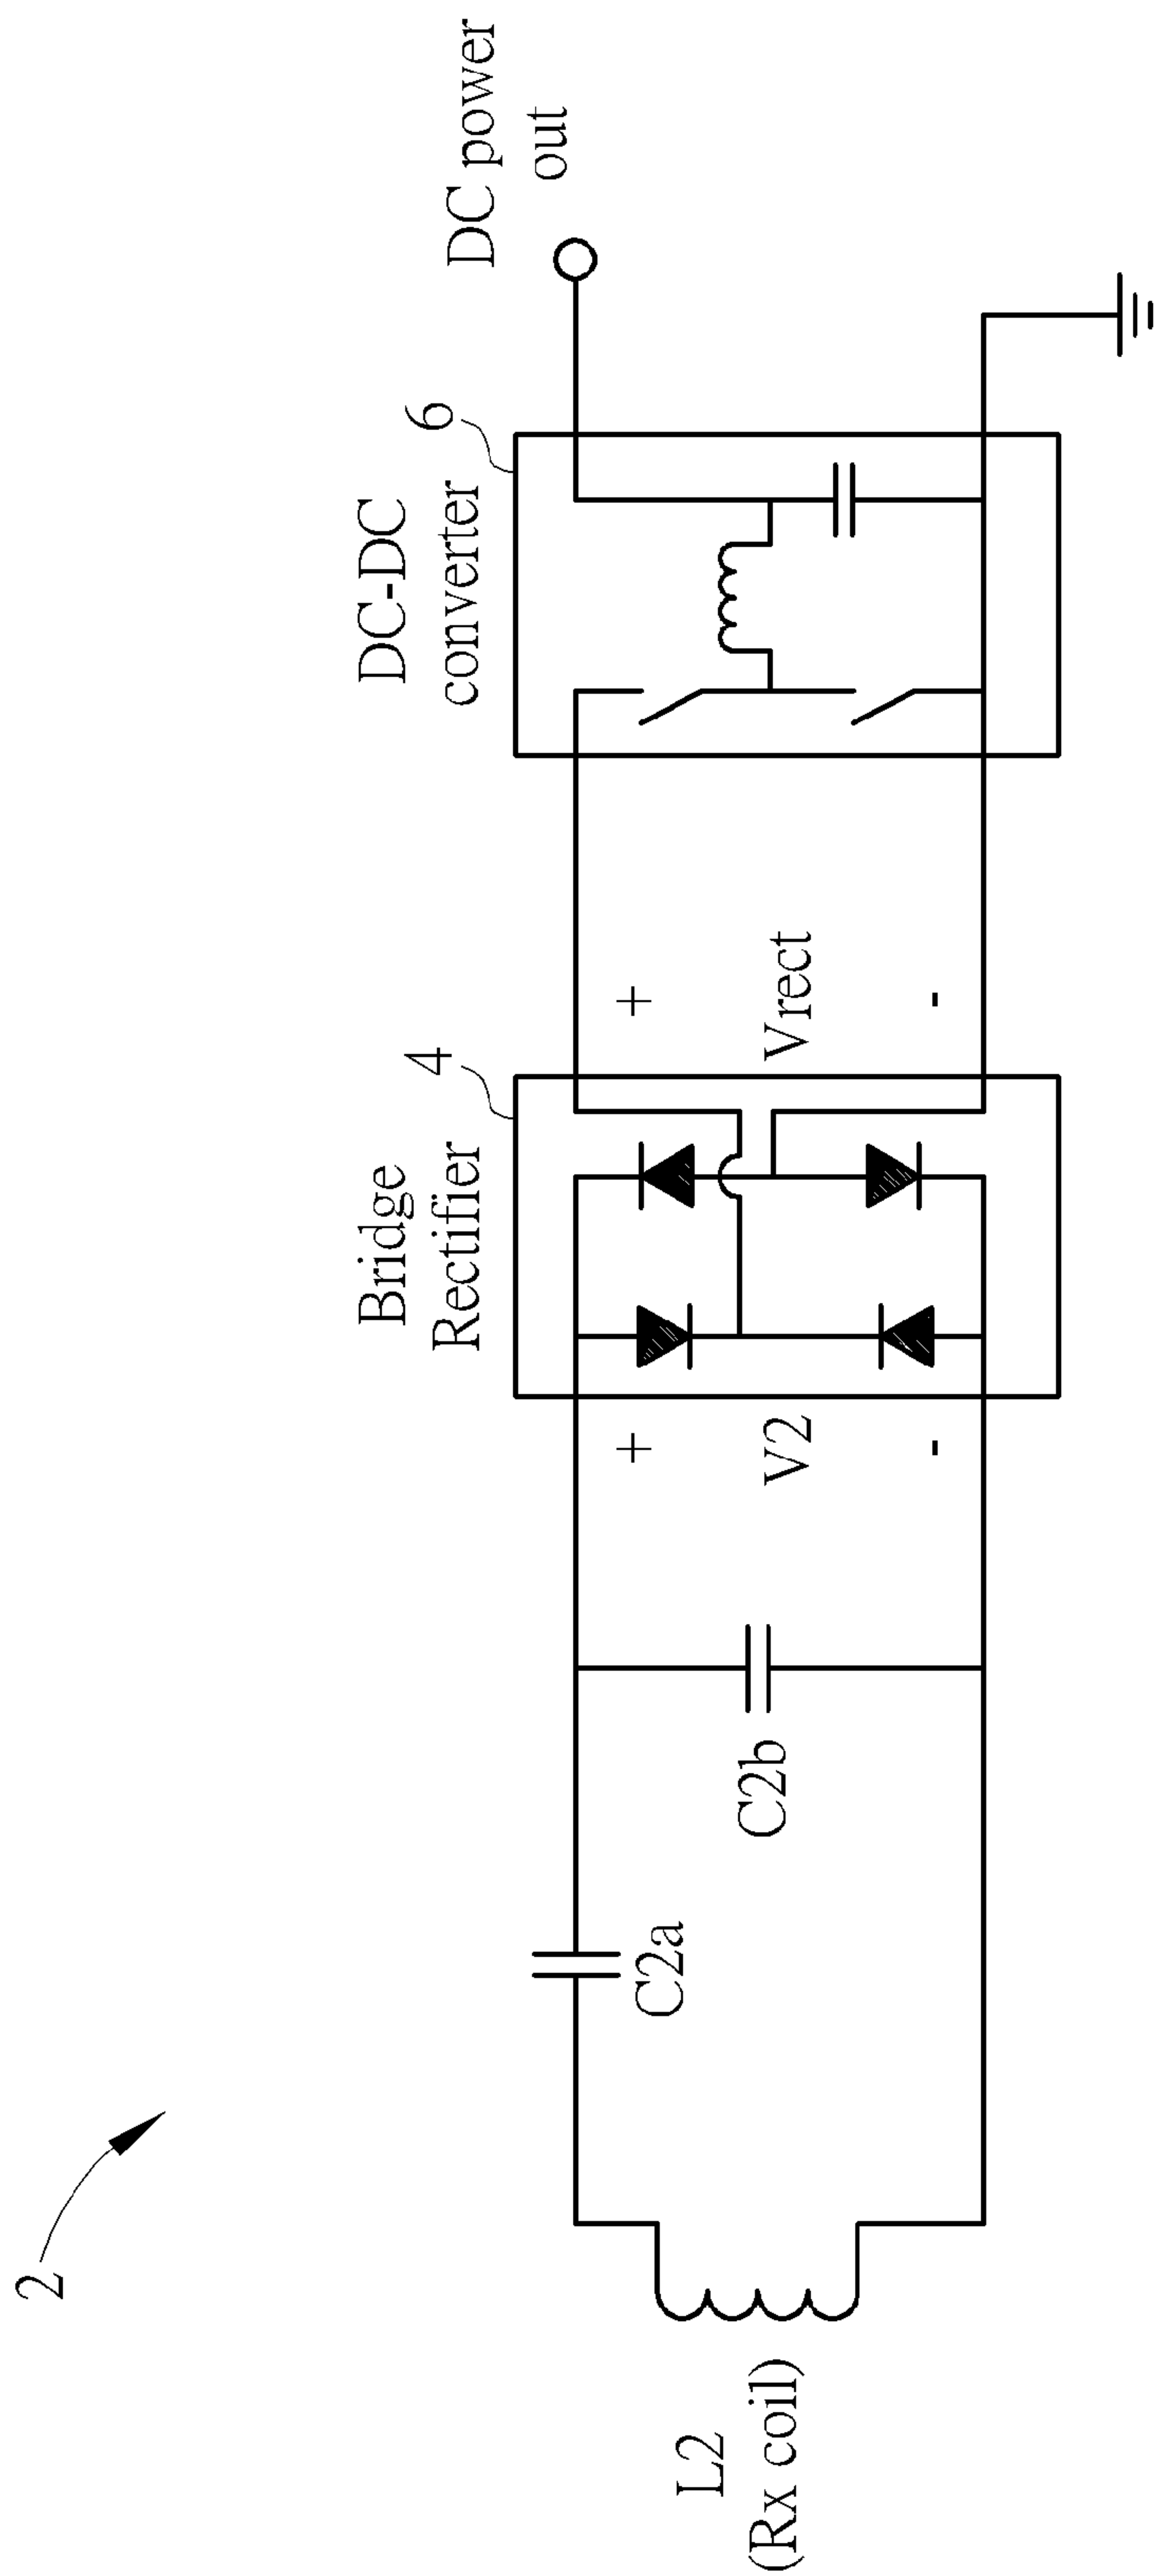 2
L2
(Rx coil)
C2a
C2b
+
V2
-
Bridge
Rectifier
4
+
Vrect
-
DC-DC
converter
6
DC power
out